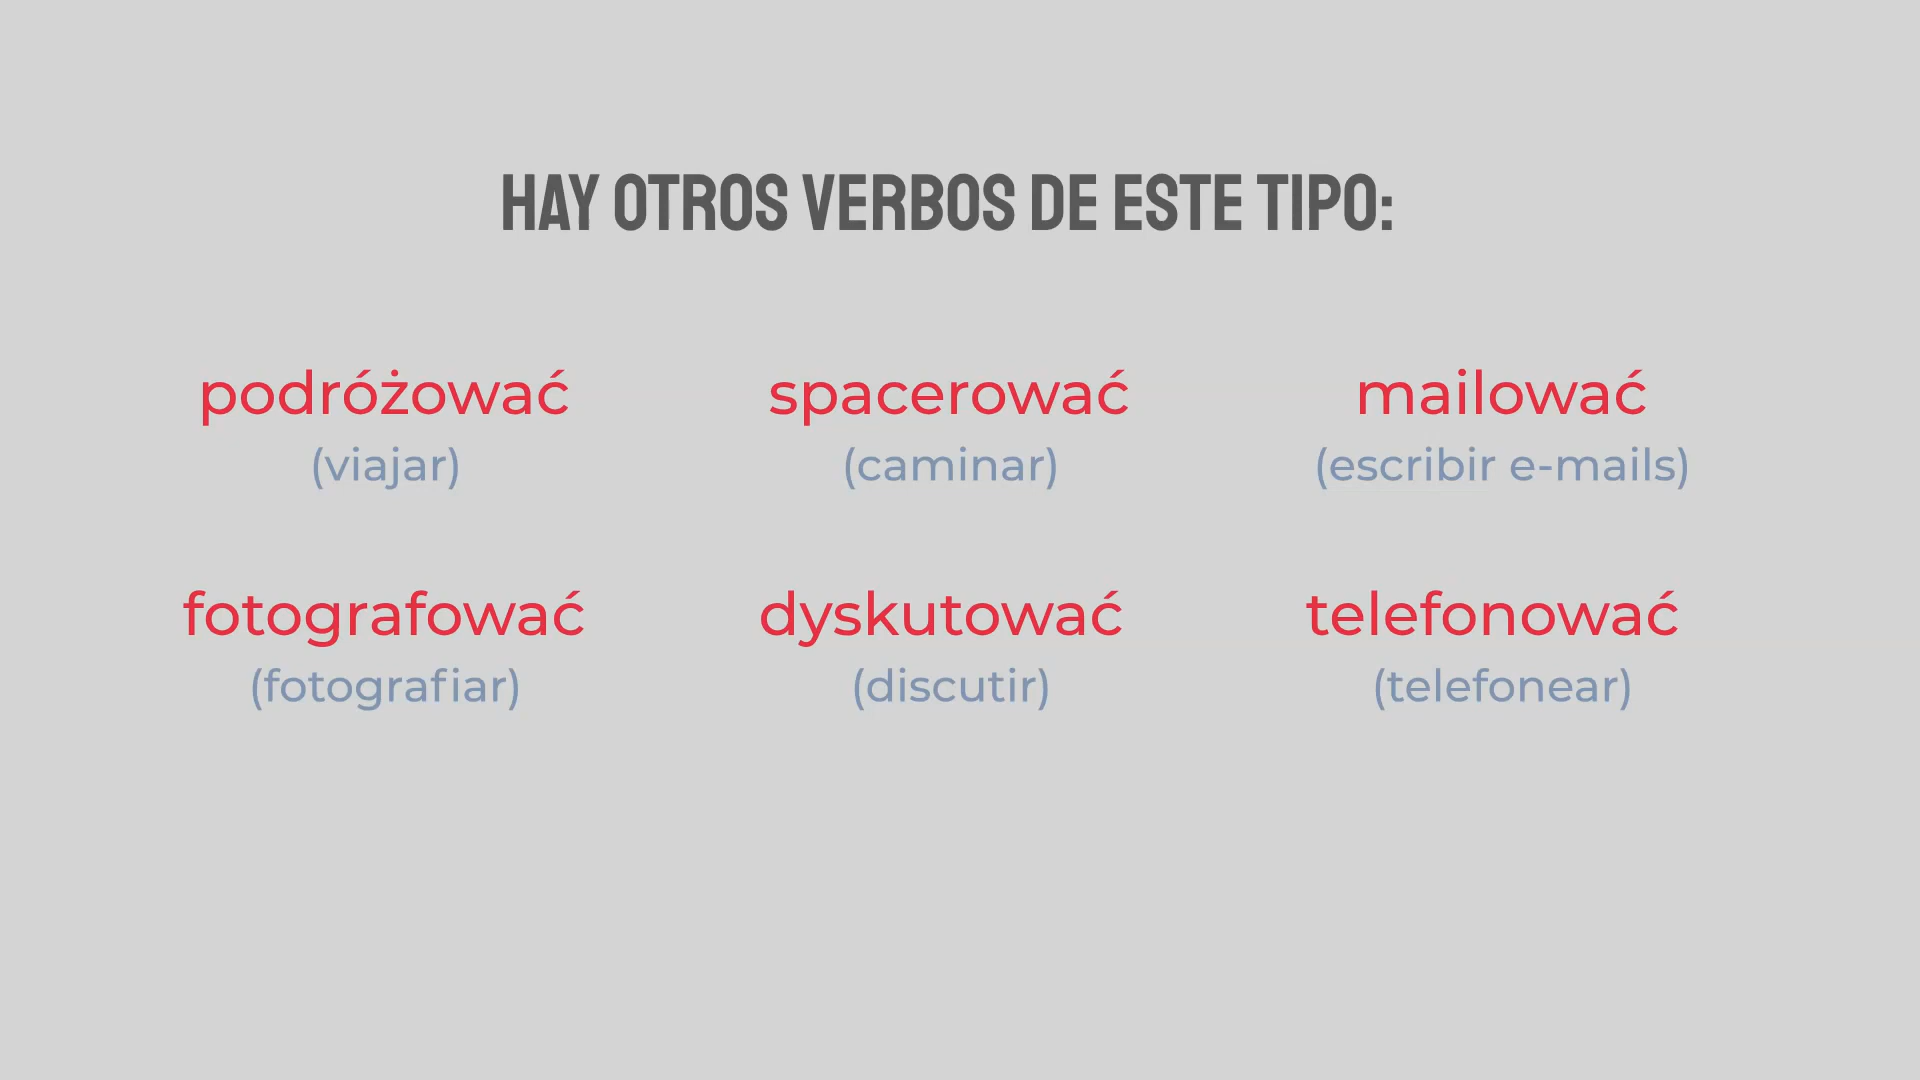 HAY OTROS VERBOS DE ESTE TIPO:
podróżować spacerować mailować
(viajar) (caminar) (escribir e-mails)
fotografować dyskutować telefonować
(fotografiar) (discutir) (telefonear)